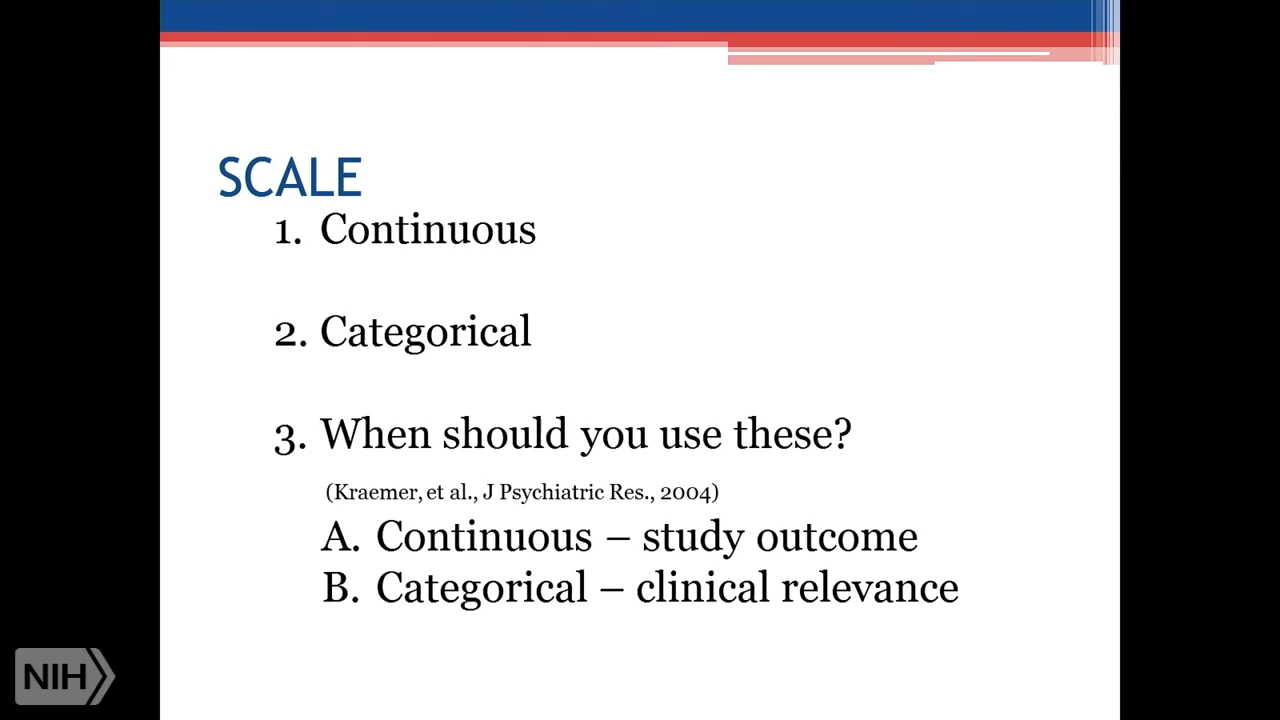 SCALE
1. Continuous
2. Categorical
3. When should you use these?
(Kraemer, et al., J Psychiatric Res., 2004)
A. Continuous – study outcome
B. Categorical – clinical relevance
NIH